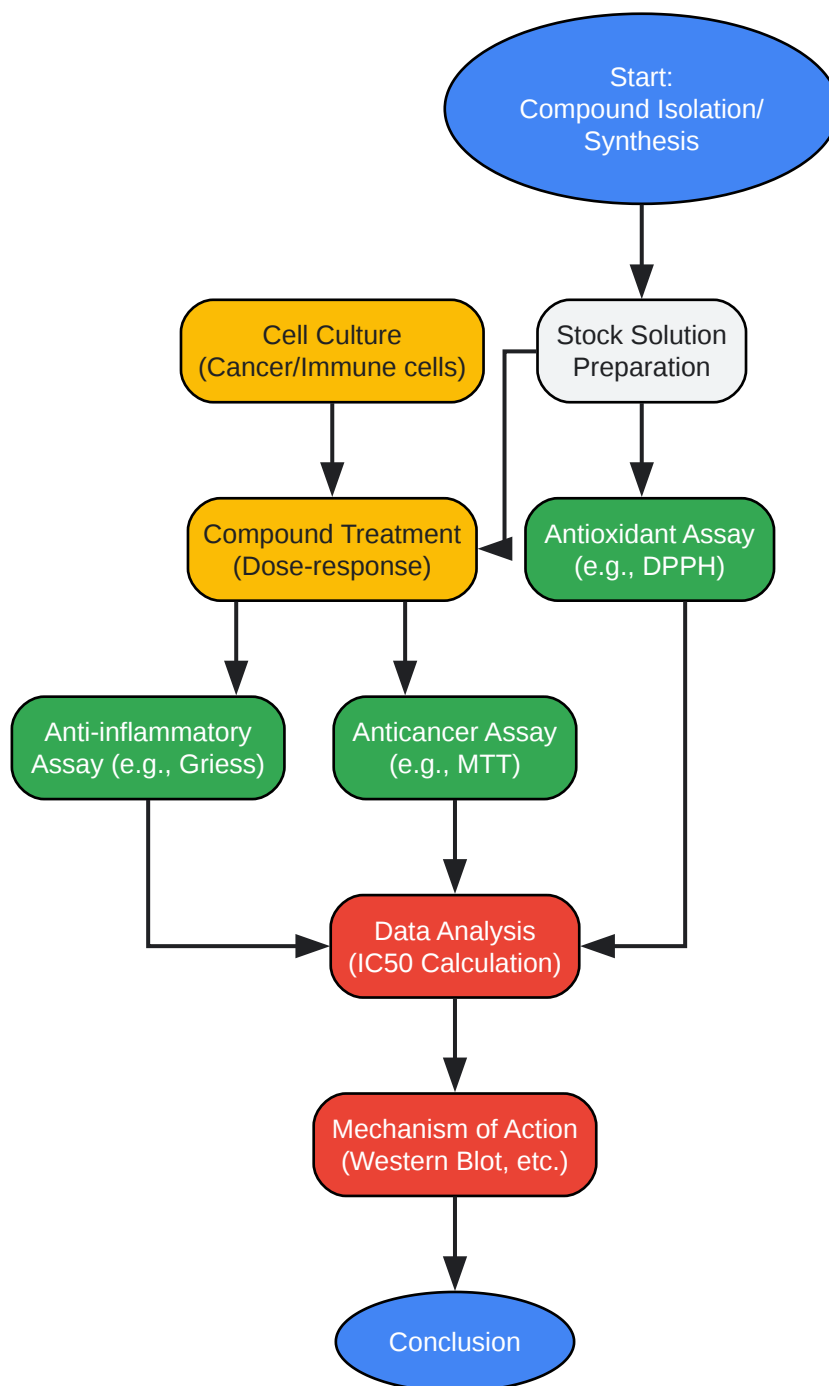 Start:
Compound Isolation/
Synthesis
Cell Culture
(Cancer/Immune cells)
Stock Solution
Preparation
Compound Treatment
(Dose-response)
Antioxidant Assay
(e.g., DPPH)
Anti-inflammatory
Assay (e.g., Griess)
Anticancer Assay
(e.g., MTT)
Data Analysis
(IC50 Calculation)
Mechanism of Action
(Western Blot, etc.)
Conclusion